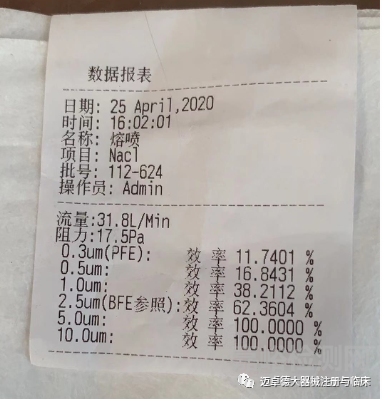 数据报表
日期: 25 April,2020
时间: 16:02:01
名称: 熔喷
项目: Nacl
批号: 112-624
操作员: Admin
流量:31.8L/Min
阻力:17.5Pa
0.3um(PFE): 效率 11.7401 %
0.5um: 效率 16.8431 %
1.0um: 效率 38.2112 %
2.5um(BFE参照): 效率 62.3604 %
5.0um: 效率 100.0000 %
10.0um: 效率 100.0000 %
迈卓德大器械注册与临床